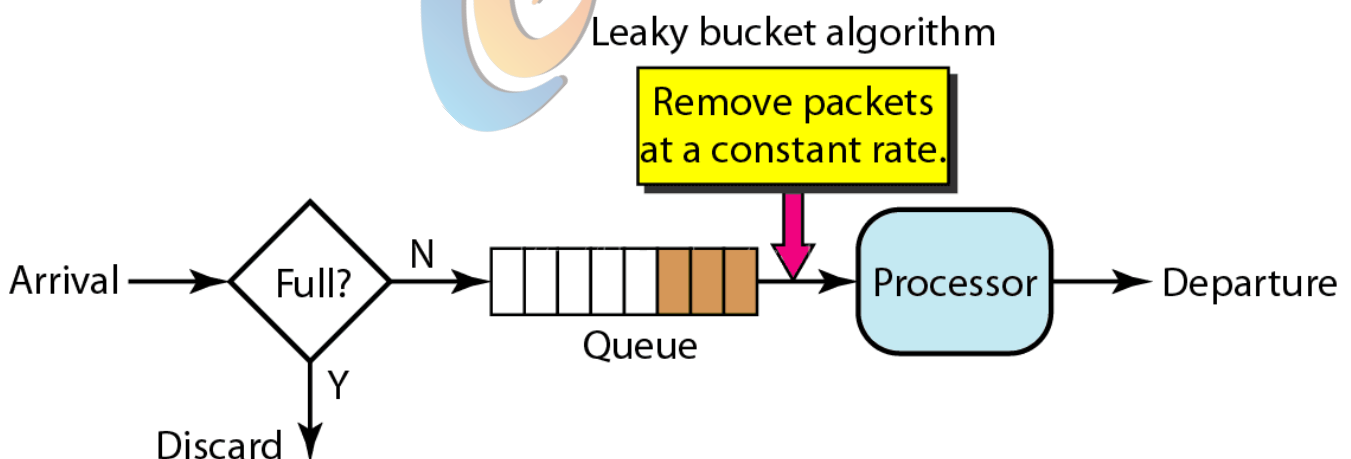 Leaky bucket algorithm
Remove packets
at a constant rate.
Arrival
Full?
N
Queue
Processor
Departure
Y
Discard